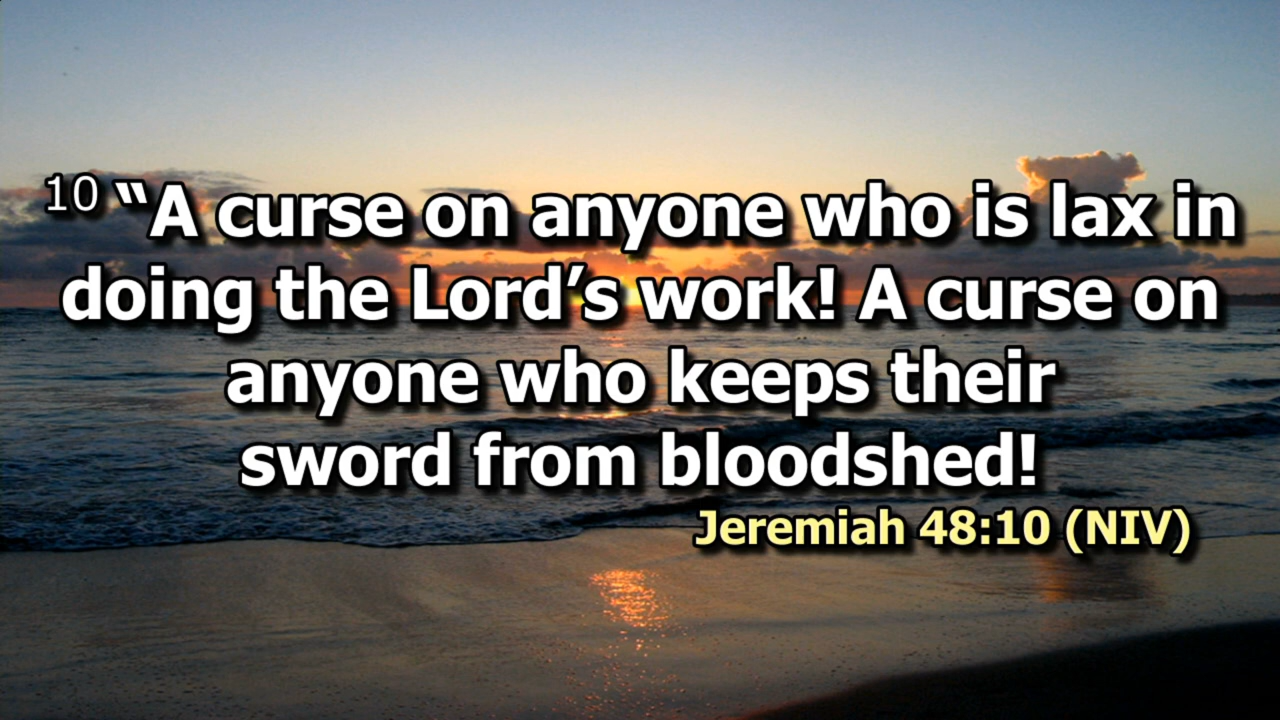 10 “A curse on anyone who is lax in
doing the Lord’s work! A curse on
anyone who keeps their
sword from bloodshed!
Jeremiah 48:10 (NIV)